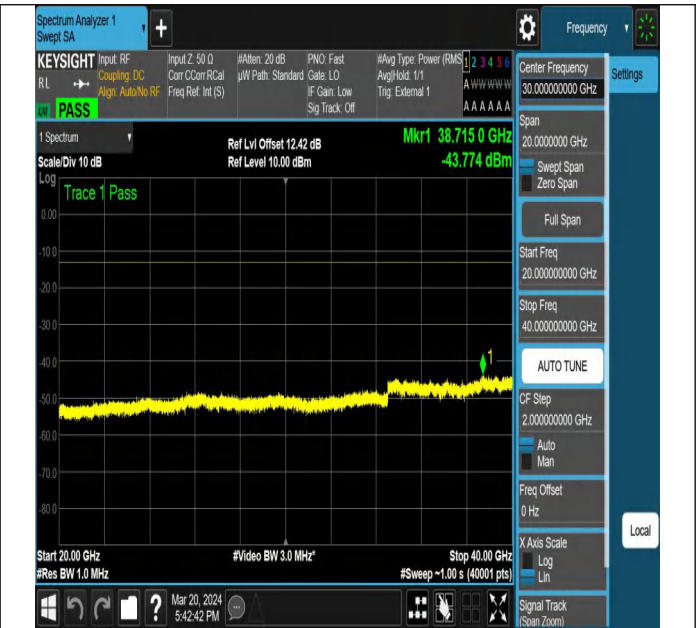 Spectrum Analyzer 1
Swept SA
+
Frequency
KEYSIGHT
RL
PASS
Input: RF
Coupling: DC
Align: Auto/No RF
Input Z: 50 Ω
Corr CCorr RCal
Freq Ref: Int (S)
#Atten: 20 dB
µW Path: Standard
PNO: Fast
Gate: LO
IF Gain: Low
Sig Track: Off
#Avg Type: Power (RMS
Avg|Hold: 1/1
Trig: External 1
1 2 3 4 5 6
A W W W W W
A A A A A A
1 Spectrum
Scale/Div 10 dB
Ref Lvl Offset 12.42 dB
Ref Level 10.00 dBm
Mkr1 38.715 0 GHz
-43.774 dBm
Log
Trace 1 Pass
0.00
-10.0
-20.0
-30.0
-40.0
-50.0
-60.0
-70.0
-80.0
1
Start 20.00 GHz
#Res BW 1.0 MHz
#Video BW 3.0 MHz*
Stop 40.00 GHz
#Sweep ~1.00 s (40001 pts)
Center Frequency
30.000000000 GHz
Settings
Span
20.0000000 GHz
Swept Span
Zero Span
Full Span
Start Freq
20.000000000 GHz
Stop Freq
40.000000000 GHz
AUTO TUNE
CF Step
2.000000000 GHz
Auto
Man
Freq Offset
0 Hz
X Axis Scale
Log
Lin
Local
Signal Track
(Span Zoom)
?
Mar 20, 2024
5:42:42 PM